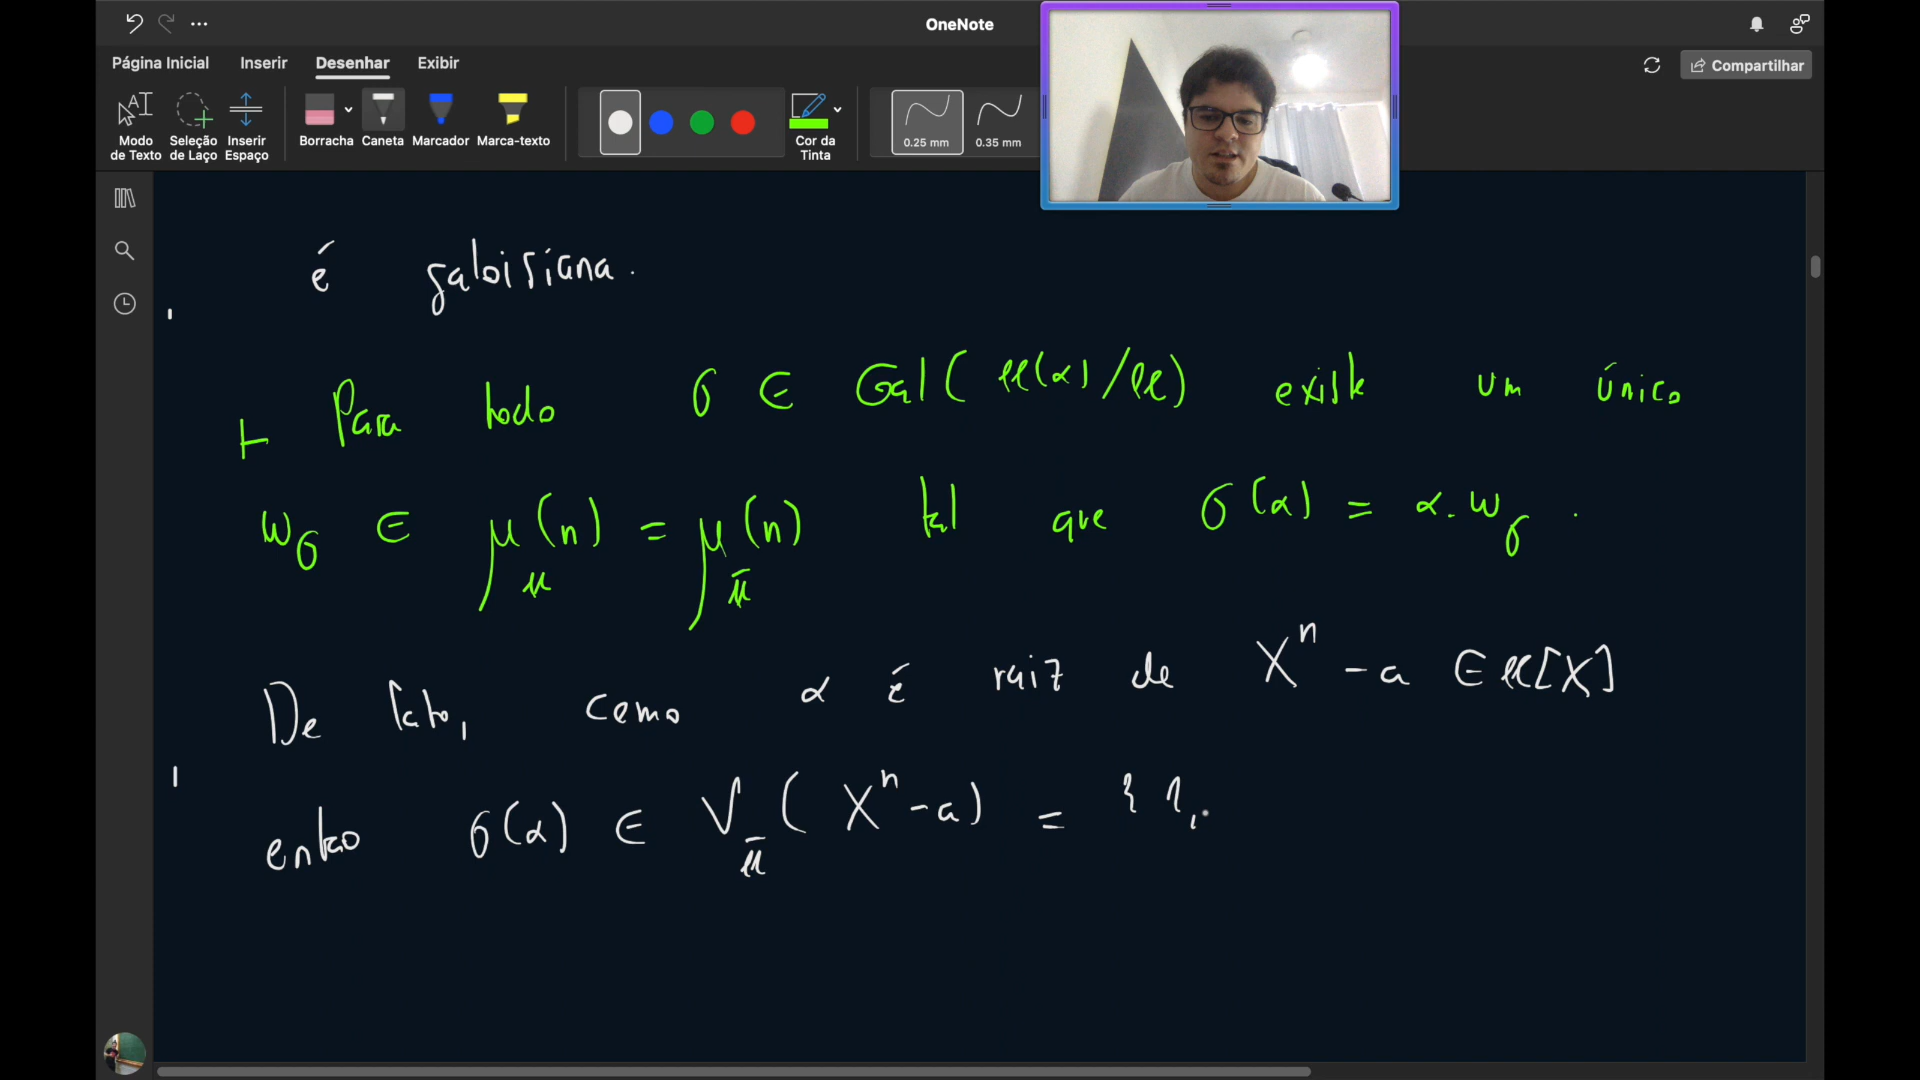 OneNote
Página Inicial Inserir Desenhar Exibir
Compartilhar
Modo de Texto
Seleção de Laço
Inserir Espaço
Borracha
Caneta
Marcador
Marca-texto
Cor da Tinta
0.25 mm
0.35 mm
é galoisiana.
⊢ Para todo σ ∈ Gal(K(α)/K) existe um único
w_σ ∈ μ_K(n) = μ_K̄(n) tal que σ(α) = α.w_σ.
De fato, como α é raiz de X^n - a ∈ K[X]
então σ(α) ∈ V_K̄(X^n - a) = {